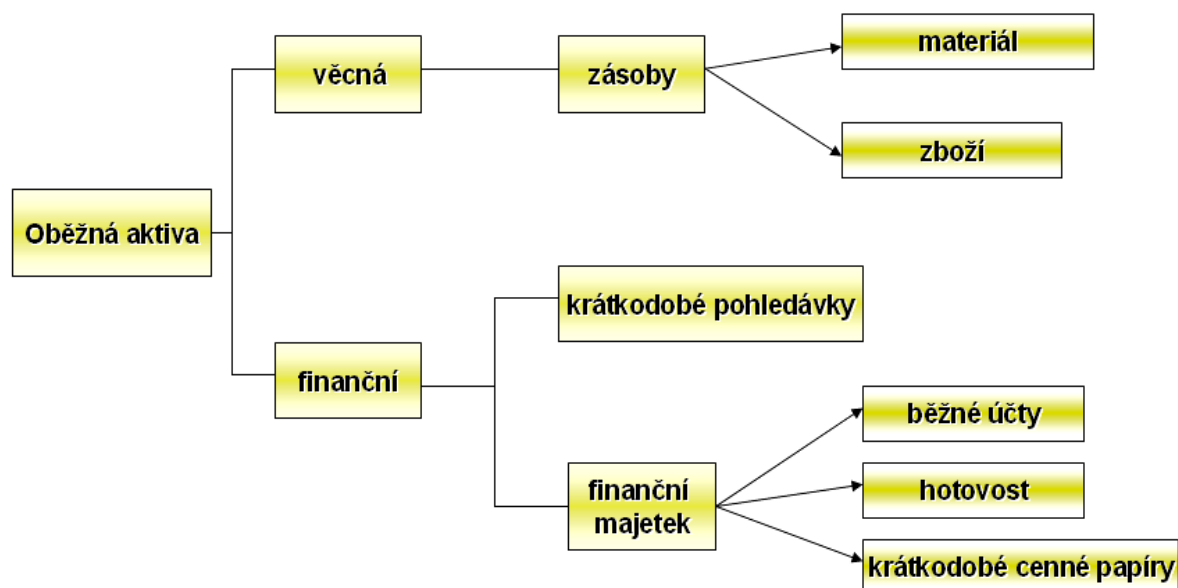 Oběžná aktiva
věcná
zásoby
materiál
zboží
finanční
krátkodobé pohledávky
finanční
majetek
běžné účty
hotovost
krátkodobé cenné papíry